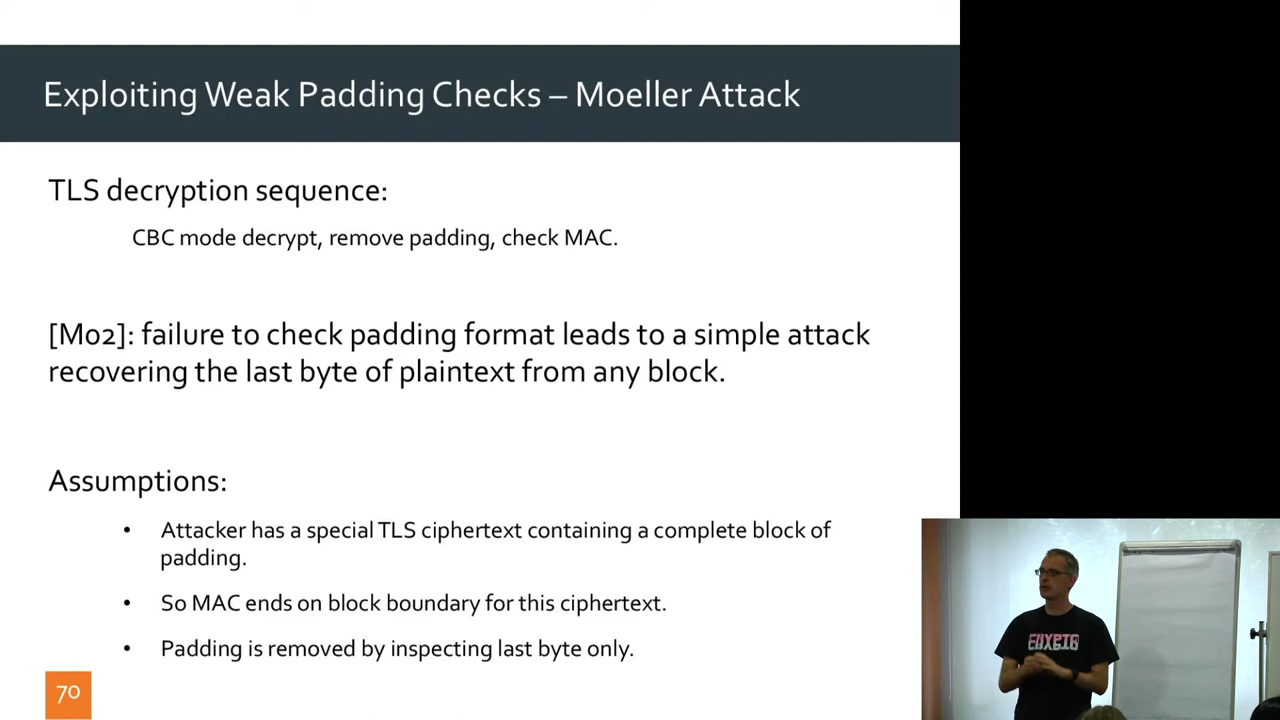 Exploiting Weak Padding Checks – Moeller Attack
TLS decryption sequence:
CBC mode decrypt, remove padding, check MAC.
[M02]: failure to check padding format leads to a simple attack
recovering the last byte of plaintext from any block.
Assumptions:
• Attacker has a special TLS ciphertext containing a complete block of
padding.
• So MAC ends on block boundary for this ciphertext.
• Padding is removed by inspecting last byte only.
70